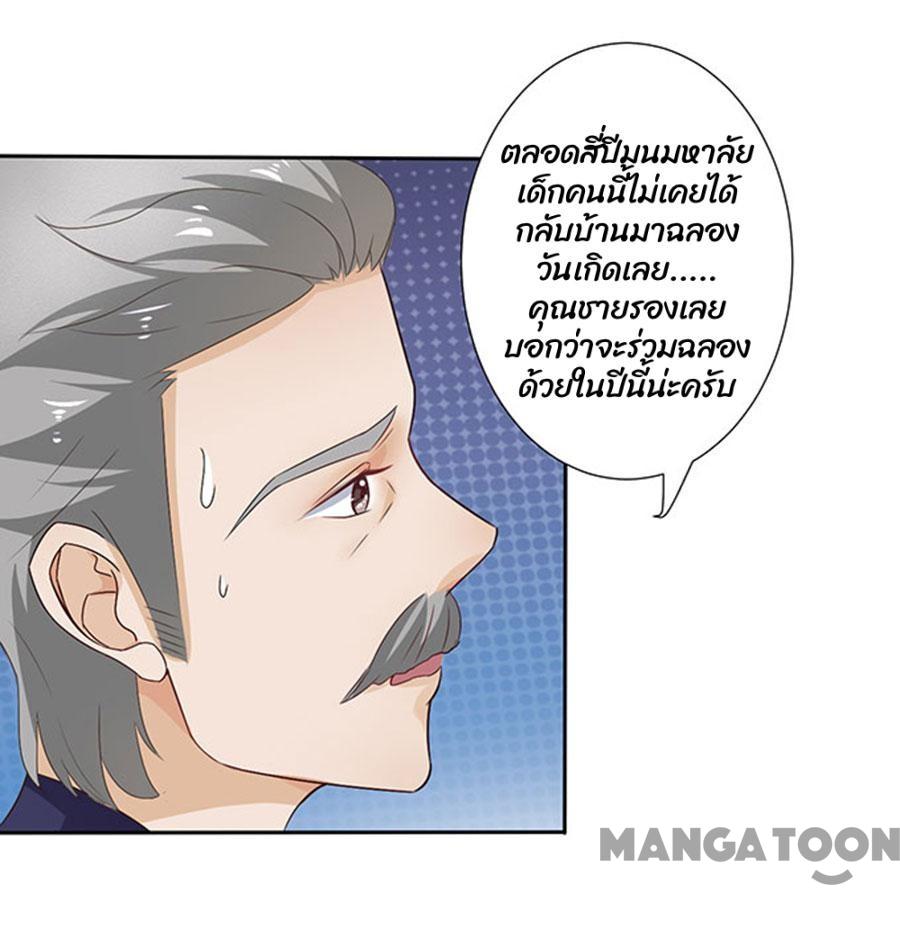 ตลอดสี่ปีมนมหาลัย
เด็กคนนี้ไม่เคยได้
กลับบ้านมาฉลอง
วันเกิดเลย.....
คุณชายรองเลย
บอกว่าจะร่วมฉลอง
ด้วยในปีนี้น่ะครับ
MANGATOON